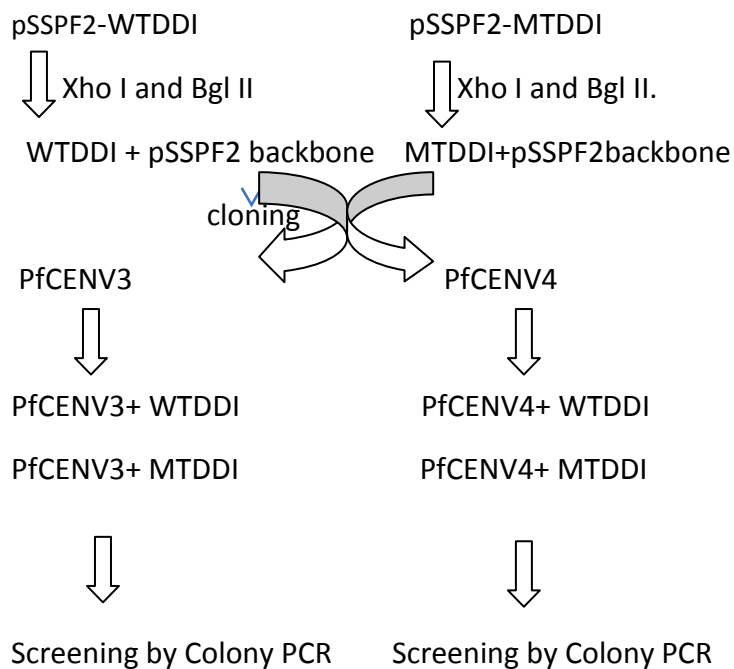 pSSPF2-WTDDI pSSPF2-MTDDI
Xho I and Bgl II Xho I and Bgl II.
WTDDI + pSSPF2 backbone MTDDI+pSSPF2backbone
cloning
PfCENV3 PfCENV4
PfCENV3+ WTDDI PfCENV4+ WTDDI
PfCENV3+ MTDDI PfCENV4+ MTDDI
Screening by Colony PCR Screening by Colony PCR